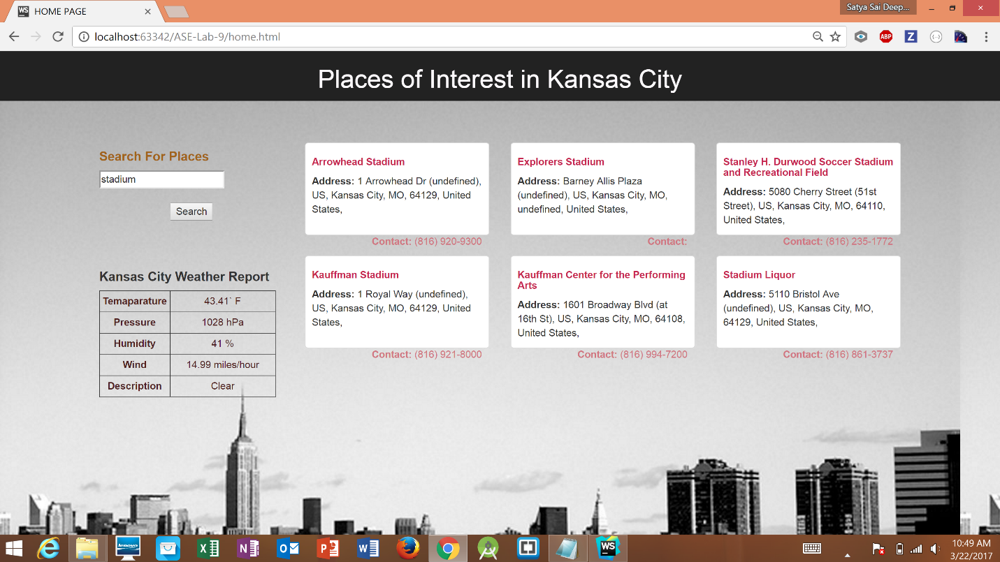 HOME PAGE
Satya Sai Deep...
localhost:63342/ASE-Lab-9/home.html
ABP
Z
Places of Interest in Kansas City
Search For Places
stadium
Search
Kansas City Weather Report
Temaparature 43.41` F
Pressure 1028 hPa
Humidity 41 %
Wind 14.99 miles/hour
Description Clear
Arrowhead Stadium
Address: 1 Arrowhead Dr (undefined),
US, Kansas City, MO, 64129, United
States,
Contact: (816) 920-9300
Explorers Stadium
Address: Barney Allis Plaza
(undefined), US, Kansas City, MO,
undefined, United States,
Contact:
Stanley H. Durwood Soccer Stadium
and Recreational Field
Address: 5080 Cherry Street (51st
Street), US, Kansas City, MO, 64110,
United States,
Contact: (816) 235-1772
Kauffman Stadium
Address: 1 Royal Way (undefined),
US, Kansas City, MO, 64129, United
States,
Contact: (816) 921-8000
Kauffman Center for the Performing
Arts
Address: 1601 Broadway Blvd (at
16th St), US, Kansas City, MO, 64108,
United States,
Contact: (816) 994-7200
Stadium Liquor
Address: 5110 Bristol Ave
(undefined), US, Kansas City, MO,
64129, United States,
Contact: (816) 861-3737
lenovo
WS
10:49 AM
3/22/2017